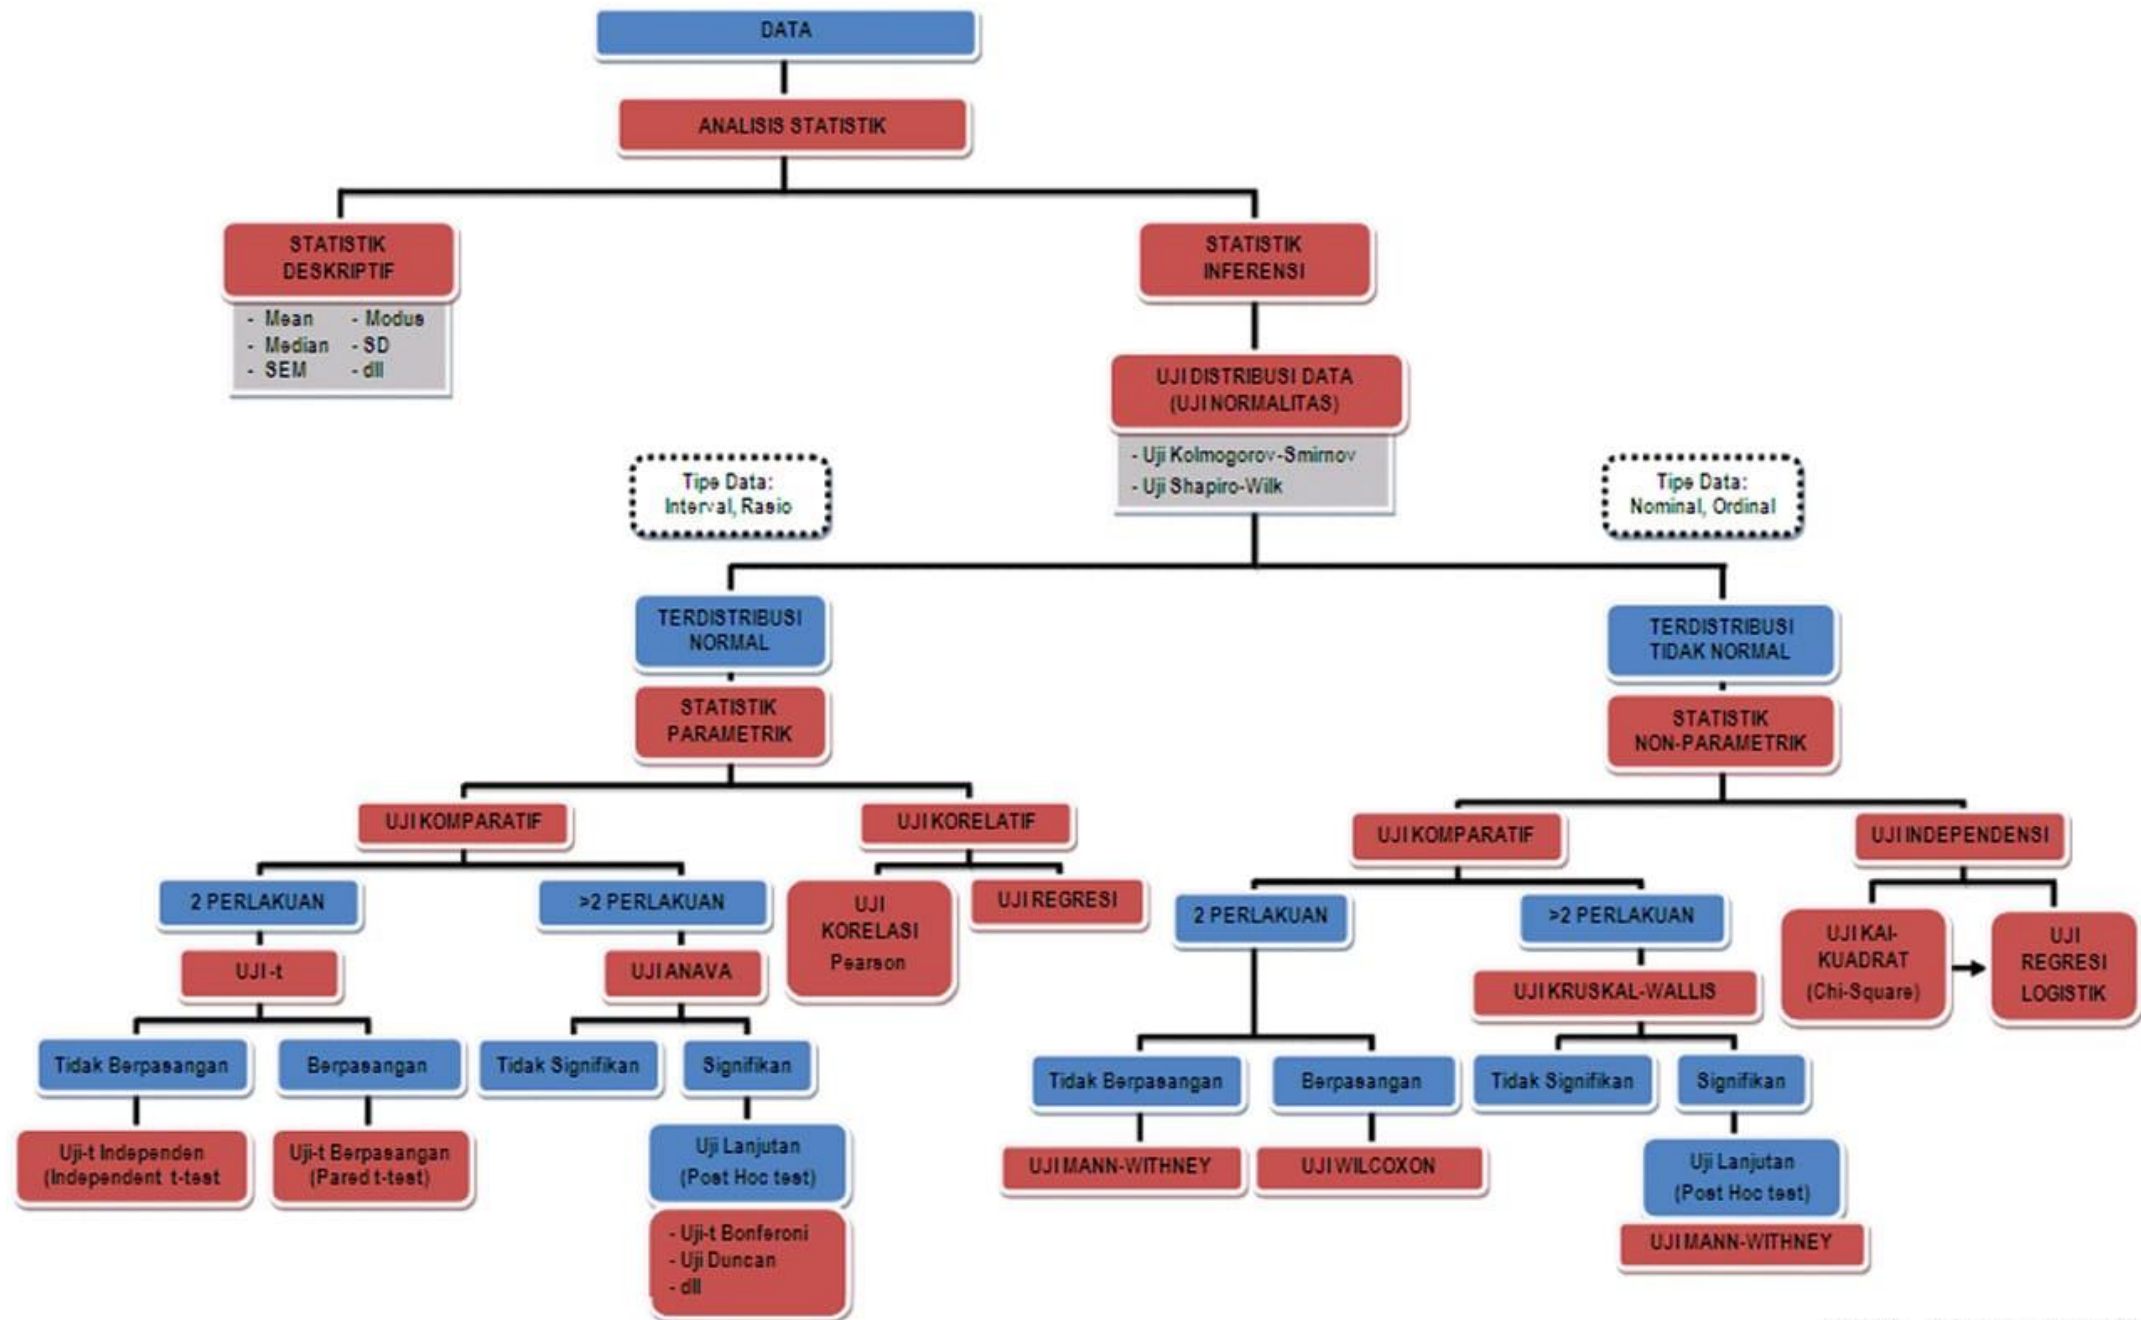 DATA
ANALISIS STATISTIK
STATISTIK
DESKRIPTIF
- Mean - Modus
- Median - SD
- SEM - dll
STATISTIK
INFERENSI
UJI DISTRIBUSI DATA
(UJI NORMALITAS)
- Uji Kolmogorov-Smirnov
- Uji Shapiro-Wilk
Tipe Data:
Interval, Rasio
Tipe Data:
Nominal, Ordinal
TERDISTRIBUSI
NORMAL
STATISTIK
PARAMETRIK
TERDISTRIBUSI
TIDAK NORMAL
STATISTIK
NON-PARAMETRIK
UJI KOMPARATIF
UJI KORELATIF
2 PERLAKUAN
>2 PERLAKUAN
UJI
KORELASI
Pearson
UJI REGRESI
UJI -t
UJI ANAVA
Tidak Berpasangan
Berpasangan
Tidak Signifikan
Signifikan
Uji-t Independen
(Independent t-test
Uji-t Berpasangan
(Pared t-test)
Uji Lanjutan
(Post Hoc test)
- Uji-t Bonferoni
- Uji Duncan
- dll
UJI KOMPARATIF
UJI INDEPENDENSI
2 PERLAKUAN
>2 PERLAKUAN
UJI KAI-
KUADRAT
(Chi-Square)
UJI
REGRESI
LOGISTIK
UJI KRUSKAL-WALLIS
Tidak Berpasangan
Berpasangan
Tidak Signifikan
Signifikan
UJI MANN-WITHNEY
UJI WILCOXON
Uji Lanjutan
(Post Hoc test)
UJI MANN-WITHNEY